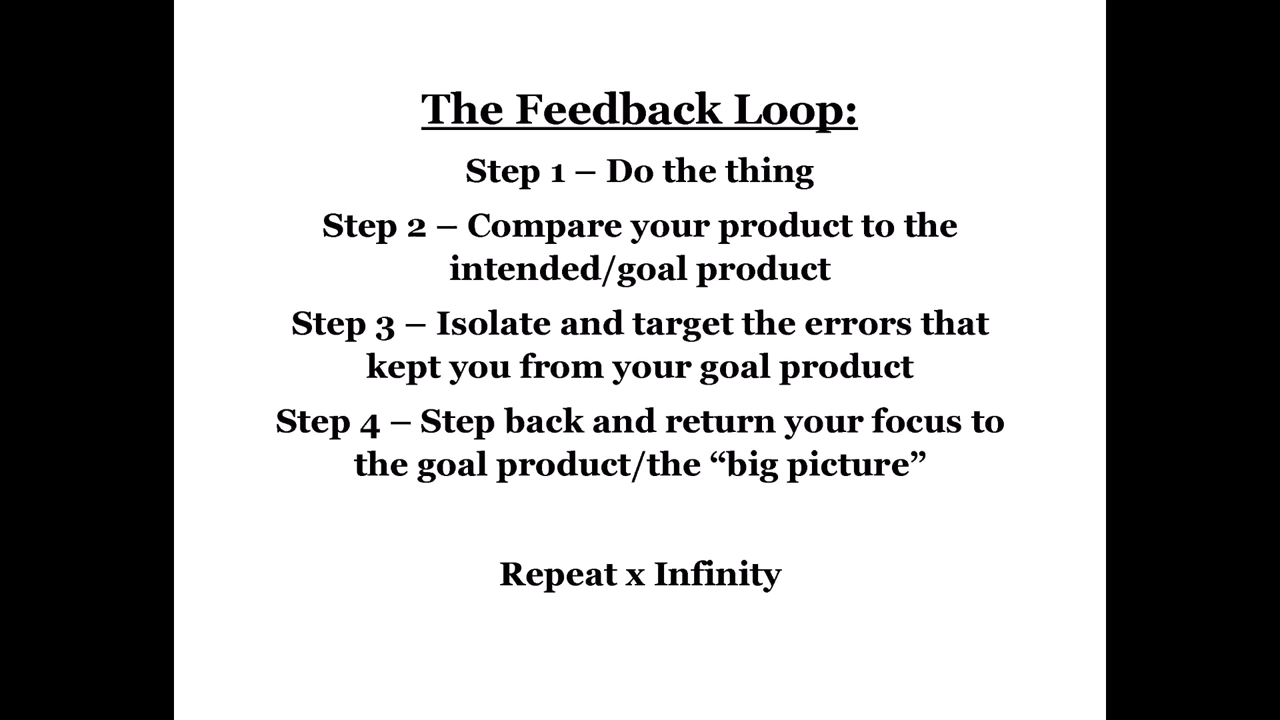 The Feedback Loop:
Step 1 – Do the thing
Step 2 – Compare your product to the
intended/goal product
Step 3 – Isolate and target the errors that
kept you from your goal product
Step 4 – Step back and return your focus to
the goal product/the “big picture”
Repeat x Infinity